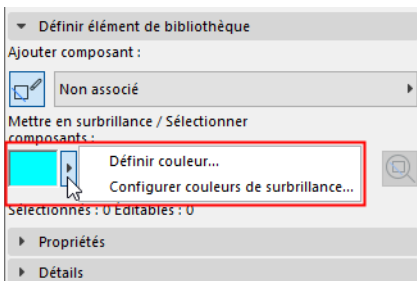 Définir élément de bibliothèque
Ajouter composant :
Non associé
Mettre en surbrillance / Sélectionner
composants :
Définir couleur...
Configurer couleurs de surbrillance...
Sélectionnés : 0 Editables : 0
Propriétés
Détails